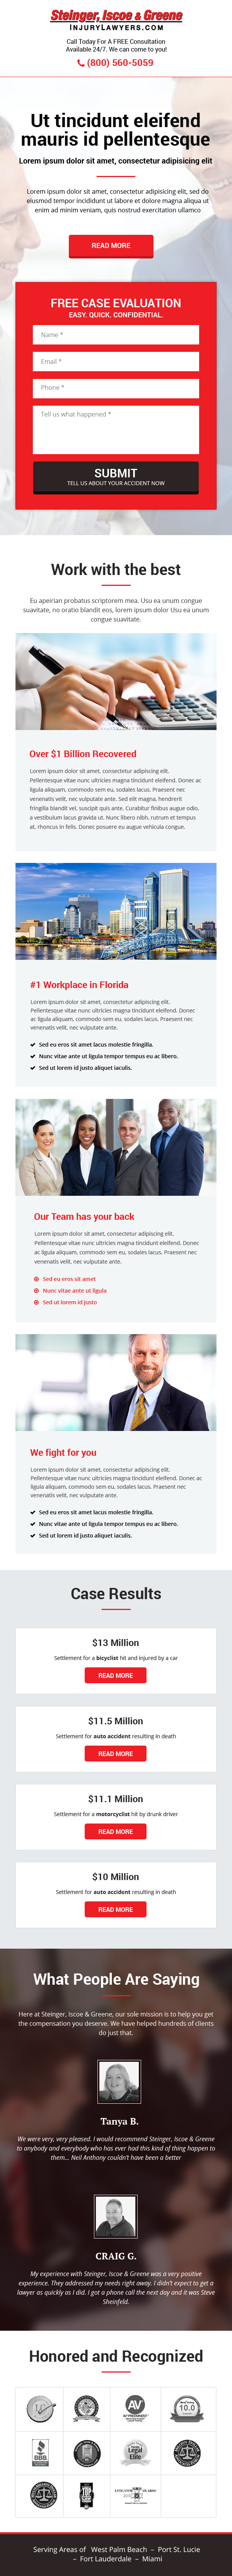 Steinger, Iscoe & Greene
INJURYLAWYERS.COM
Call Today For A FREE Consultation
Available 24/7. We can come to you!
(800) 560-5059
Ut tincidunt eleifend
mauris id pellentesque
Lorem ipsum dolor sit amet, consectetur adipisicing elit
Lorem ipsum dolor sit amet, consectetur adipisicing elit, sed do
eiusmod tempor incididunt ut labore et dolore magna aliqua ut
enim ad minim veniam, quis nostrud exercitation ullamco
READ MORE
FREE CASE EVALUATION
EASY. QUICK. CONFIDENTIAL.
Name *
Email *
Phone *
Tell us what happened *
SUBMIT
TELL US ABOUT YOUR ACCIDENT NOW
Work with the best
Eu apeirian probatus scriptorem mea. Usu ea unum congue
suavitate, no oratio blandit eos, lorem ipsum dolor Usu ea unum
congue suavitate.
Over $1 Billion Recovered
Lorem ipsum dolor sit amet, consectetur adipiscing elit.
Pellentesque vitae nunc ultricies magna tincidunt eleifend. Donec ac
ligula aliquam, commodo sem eu, sodales lacus. Praesent nec
venenatis velit, nec vulputate ante. Sed elit magna, hendrerit
fringilla blandit vel, suscipit quis ante. Curabitur finibus augue odio,
a vestibulum lacus gravida ut. Nunc libero nibh, rutrum et tempus
at, rhoncus in felis. Donec posuere eu augue vehicula congue.
#1 Workplace in Florida
Lorem ipsum dolor sit amet, consectetur adipiscing elit.
Pellentesque vitae nunc ultricies magna tincidunt eleifend. Donec
ac ligula aliquam, commodo sem eu, sodales lacus. Praesent nec
venenatis velit, nec vulputate ante.
Sed eu eros sit amet lacus molestie fringilla.
Nunc vitae ante ut ligula tempor tempus eu ac libero.
Sed ut lorem id justo aliquet iaculis.
Our Team has your back
Lorem ipsum dolor sit amet, consectetur adipiscing elit.
Pellentesque vitae nunc ultricies magna tincidunt eleifend. Donec
ac ligula aliquam, commodo sem eu, sodales lacus. Praesent nec
venenatis velit, nec vulputate ante.
Sed eu eros sit amet
Nunc vitae ante ut ligula
Sed ut lorem id justo
We fight for you
Lorem ipsum dolor sit amet, consectetur adipiscing elit.
Pellentesque vitae nunc ultricies magna tincidunt eleifend. Donec ac
ligula aliquam, commodo sem eu, sodales lacus. Praesent nec
venenatis velit, nec vulputate ante.
Sed eu eros sit amet lacus molestie fringilla.
Nunc vitae ante ut ligula tempor tempus eu ac libero.
Sed ut lorem id justo aliquet iaculis.
Case Results
$13 Million
Settlement for a bicyclist hit and injured by a car
READ MORE
$11.5 Million
Settlement for auto accident resulting in death
READ MORE
$11.1 Million
Settlement for a motorcyclist hit by drunk driver
READ MORE
$10 Million
Settlement for auto accident resulting in death
READ MORE
What People Are Saying
Here at Steinger, Iscoe & Greene, our sole mission is to help you get
the compensation you deserve. We have helped hundreds of clients
do just that.
Tanya B.
We were very, very pleased. I would recommend Steinger, Iscoe & Greene
to anybody and everybody who has ever had this kind of thing happen to
them... Neil Anthony couldn't have been a better
CRAIG G.
My experience with Steinger, Iscoe & Greene was a very positive
experience. They addressed my needs right away. I didn't expect to get a
lawyer as quickly as I did. I got a phone call the next day and it was Steve
Sheinfeld.
Honored and Recognized
AV
10.0
BBB
Legal
Elite
Serving Areas of West Palm Beach – Port St. Lucie
– Fort Lauderdale – Miami